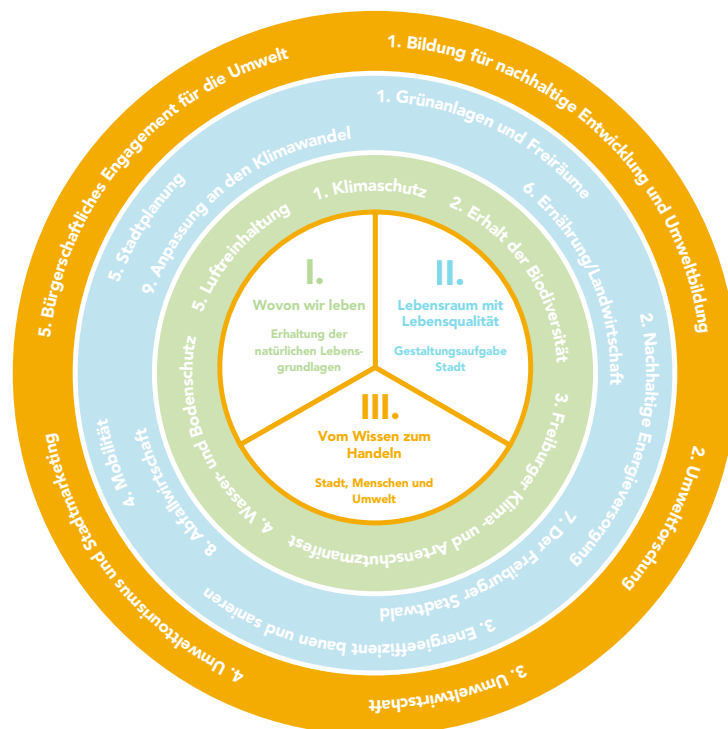 1. Bildung für nachhaltige Entwicklung und Umweltbildung
2. Umweltforschung
3. Umweltwirtschaft
4. Umwelttourismus und Stadtmarketing
5. Bürgerschaftliches Engagement für die Umwelt
1. Grünanlagen und Freiräume
2. Nachhaltige Energieversorgung
3. Energieeffizient bauen und sanieren
4. Mobilität
5. Stadtplanung
6. Ernährung/Landwirtschaft
7. Der Freiburger Stadtwald
8. Abfallwirtschaft
9. Anpassung an den Klimawandel
1. Klimaschutz
2. Erhalt der Biodiversität
3. Freiburger Klima- und Artenschutzmanifest
4. Wasser- und Bodenschutz
5. Luftreinhaltung
I.
Wovon wir leben
Erhaltung der
natürlichen Lebens-
grundlagen
II.
Lebensraum mit
Lebensqualität
Gestaltungsaufgabe
Stadt
III.
Vom Wissen zum
Handeln
Stadt, Menschen und
Umwelt